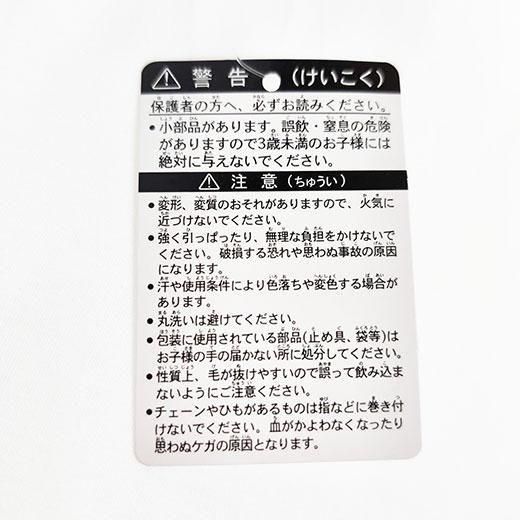 ⚠ 警告 (けいこく)
保護者の方へ、必ずお読みください。
●小部品があります。誤飲・窒息の危険
がありますので3歳未満のお子様には
絶対に与えないでください。
⚠ 注意 (ちゅうい)
●変形、変質のおそれがありますので、火気に
近づけないでください。
●強く引っぱったり、無理な負担をかけないで
ください。破損する恐れや思わぬ事故の原因
になります。
●汗や使用条件により色落ちや変色する場合が
あります。
●丸洗いは避けてください。
●包装に使用されている部品(止め具、袋等)は
お子様の手の届かない所に処分してください。
●性質上、毛が抜けやすいので誤って飲み込ま
ないようにご注意ください。
●チェーンやひもがあるものは指などに巻き付
けないでください。血がかよわなくなったり
思わぬケガの原因となります。